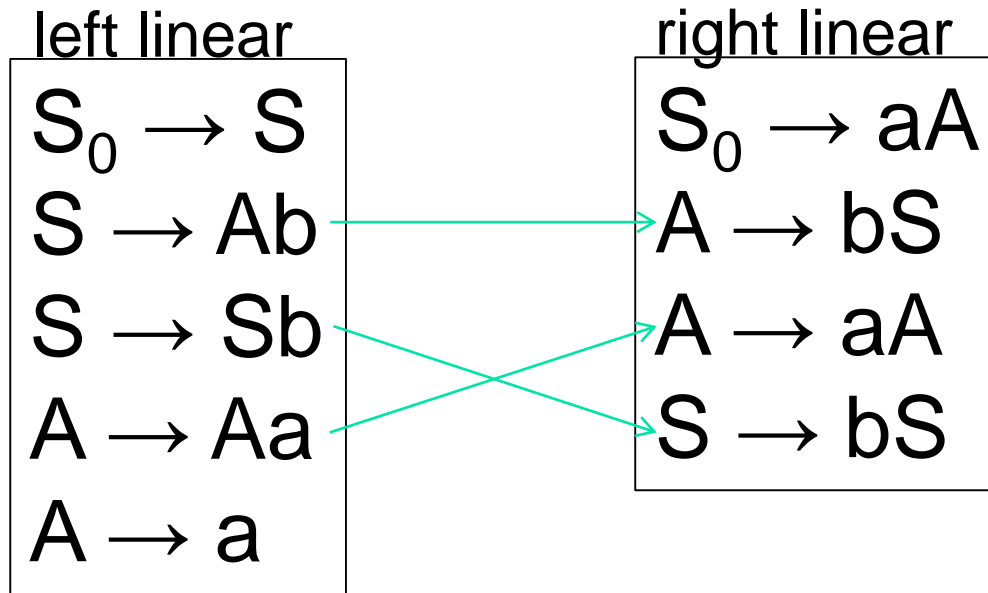 left linear
S₀ → S
S → Ab
S → Sb
A → Aa
A → a
right linear
S₀ → aA
A → bS
A → aA
S → bS